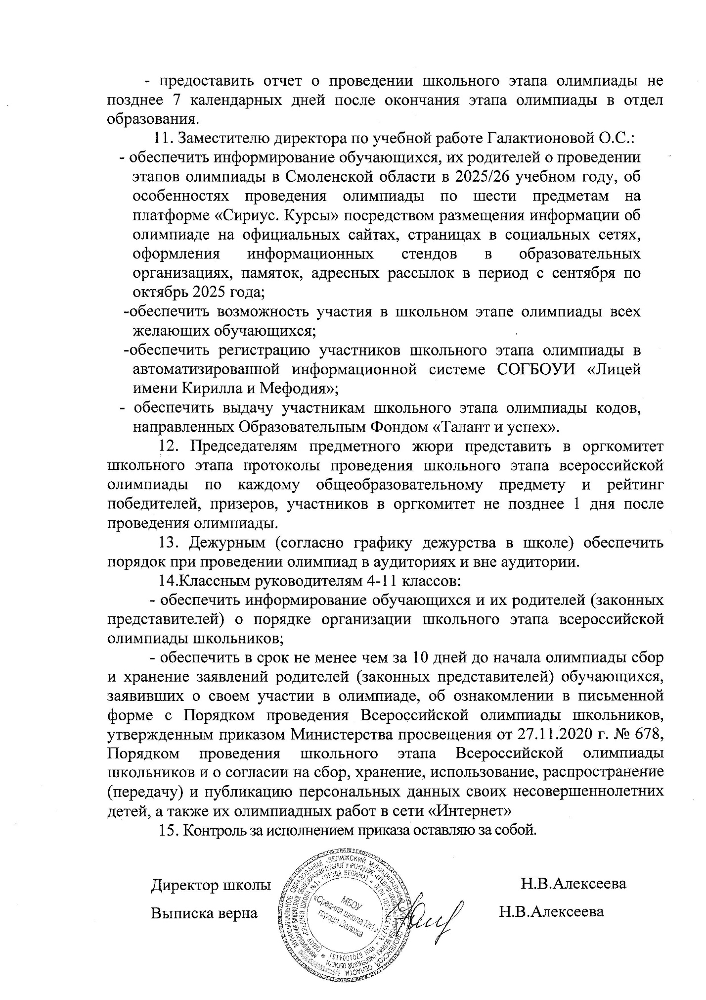 - предоставить отчет о проведении школьного этапа олимпиады не
позднее 7 календарных дней после окончания этапа олимпиады в отдел
образования.
11. Заместителю директора по учебной работе Галактионовой О.С.:
- обеспечить информирование обучающихся, их родителей о проведении
этапов олимпиады в Смоленской области в 2025/26 учебном году, об
особенностях проведения олимпиады по шести предметам на
платформе «Сириус. Курсы» посредством размещения информации об
олимпиаде на официальных сайтах, страницах в социальных сетях,
оформления информационных стендов в образовательных
организациях, памяток, адресных рассылок в период с сентября по
октябрь 2025 года;
-обеспечить возможность участия в школьном этапе олимпиады всех
желающих обучающихся;
-обеспечить регистрацию участников школьного этапа олимпиады в
автоматизированной информационной системе СОГБОУИ «Лицей
имени Кирилла и Мефодия»;
- обеспечить выдачу участникам школьного этапа олимпиады кодов,
направленных Образовательным Фондом «Талант и успех».
12. Председателям предметного жюри представить в оргкомитет
школьного этапа протоколы проведения школьного этапа всероссийской
олимпиады по каждому общеобразовательному предмету и рейтинг
победителей, призеров, участников в оргкомитет не позднее 1 дня после
проведения олимпиады.
13. Дежурным (согласно графику дежурства в школе) обеспечить
порядок при проведении олимпиад в аудиториях и вне аудитории.
14.Классным руководителям 4-11 классов:
- обеспечить информирование обучающихся и их родителей (законных
представителей) о порядке организации школьного этапа всероссийской
олимпиады школьников;
- обеспечить в срок не менее чем за 10 дней до начала олимпиады сбор
и хранение заявлений родителей (законных представителей) обучающихся,
заявивших о своем участии в олимпиаде, об ознакомлении в письменной
форме с Порядком проведения Всероссийской олимпиады школьников,
утвержденным приказом Министерства просвещения от 27.11.2020 г. № 678,
Порядком проведения школьного этапа Всероссийской олимпиады
школьников и о согласии на сбор, хранение, использование, распространение
(передачу) и публикацию персональных данных своих несовершеннолетних
детей, а также их олимпиадных работ в сети «Интернет»
15. Контроль за исполнением приказа оставляю за собой.
Директор школы Н.В.Алексеева
Выписка верна Н.В.Алексеева
МБОУ
«Средняя школа №1»
города Велижа